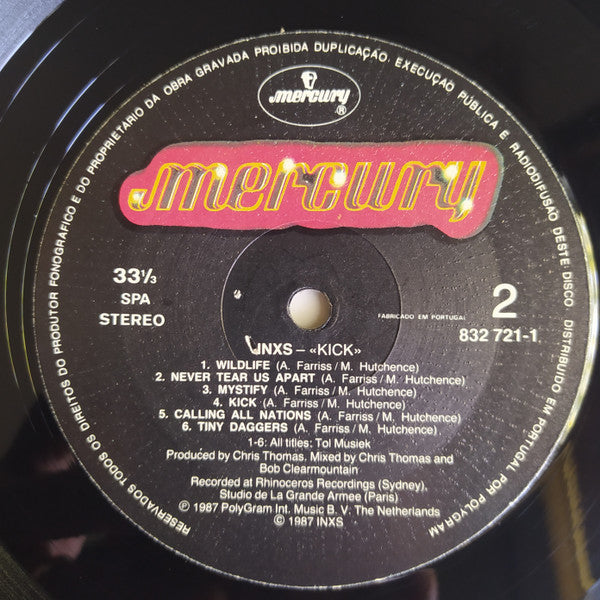 RESERVADOS TODOS OS DIREITOS DO PRODUTOR FONOGRAFICO E DO PROPRIETARIO DA OBRA GRAVADA PROIBIDA DUPLICAÇÃO. EXECUÇÃO PÚBLICA E RADIODIFUSÃO DESTE DISCO DISTRIBUIDO EM PORTUGAL POR POLYGRAM
mercury®
mercury
33⅓
SPA
STEREO
FABRICADO EM PORTUGAL
2
832 721-1
INXS – «KICK»
1. WILDLIFE (A. Farriss / M. Hutchence)
2. NEVER TEAR US APART (A. Farriss / M. Hutchence)
3. MYSTIFY (A. Farriss / M. Hutchence)
4. KICK (A. Farriss / M. Hutchence)
5. CALLING ALL NATIONS (A. Farriss / M. Hutchence)
6. TINY DAGGERS (A. Farriss / M. Hutchence)
1-6: All titles; Tol Musiek
Produced by Chris Thomas. Mixed by Chris Thomas and
Bob Clearmountain
Recorded at Rhinoceros Recordings (Sydney),
Studio de La Grande Armee (Paris)
℗ 1987 PolyGram Int. Music B. V. The Netherlands
© 1987 INXS